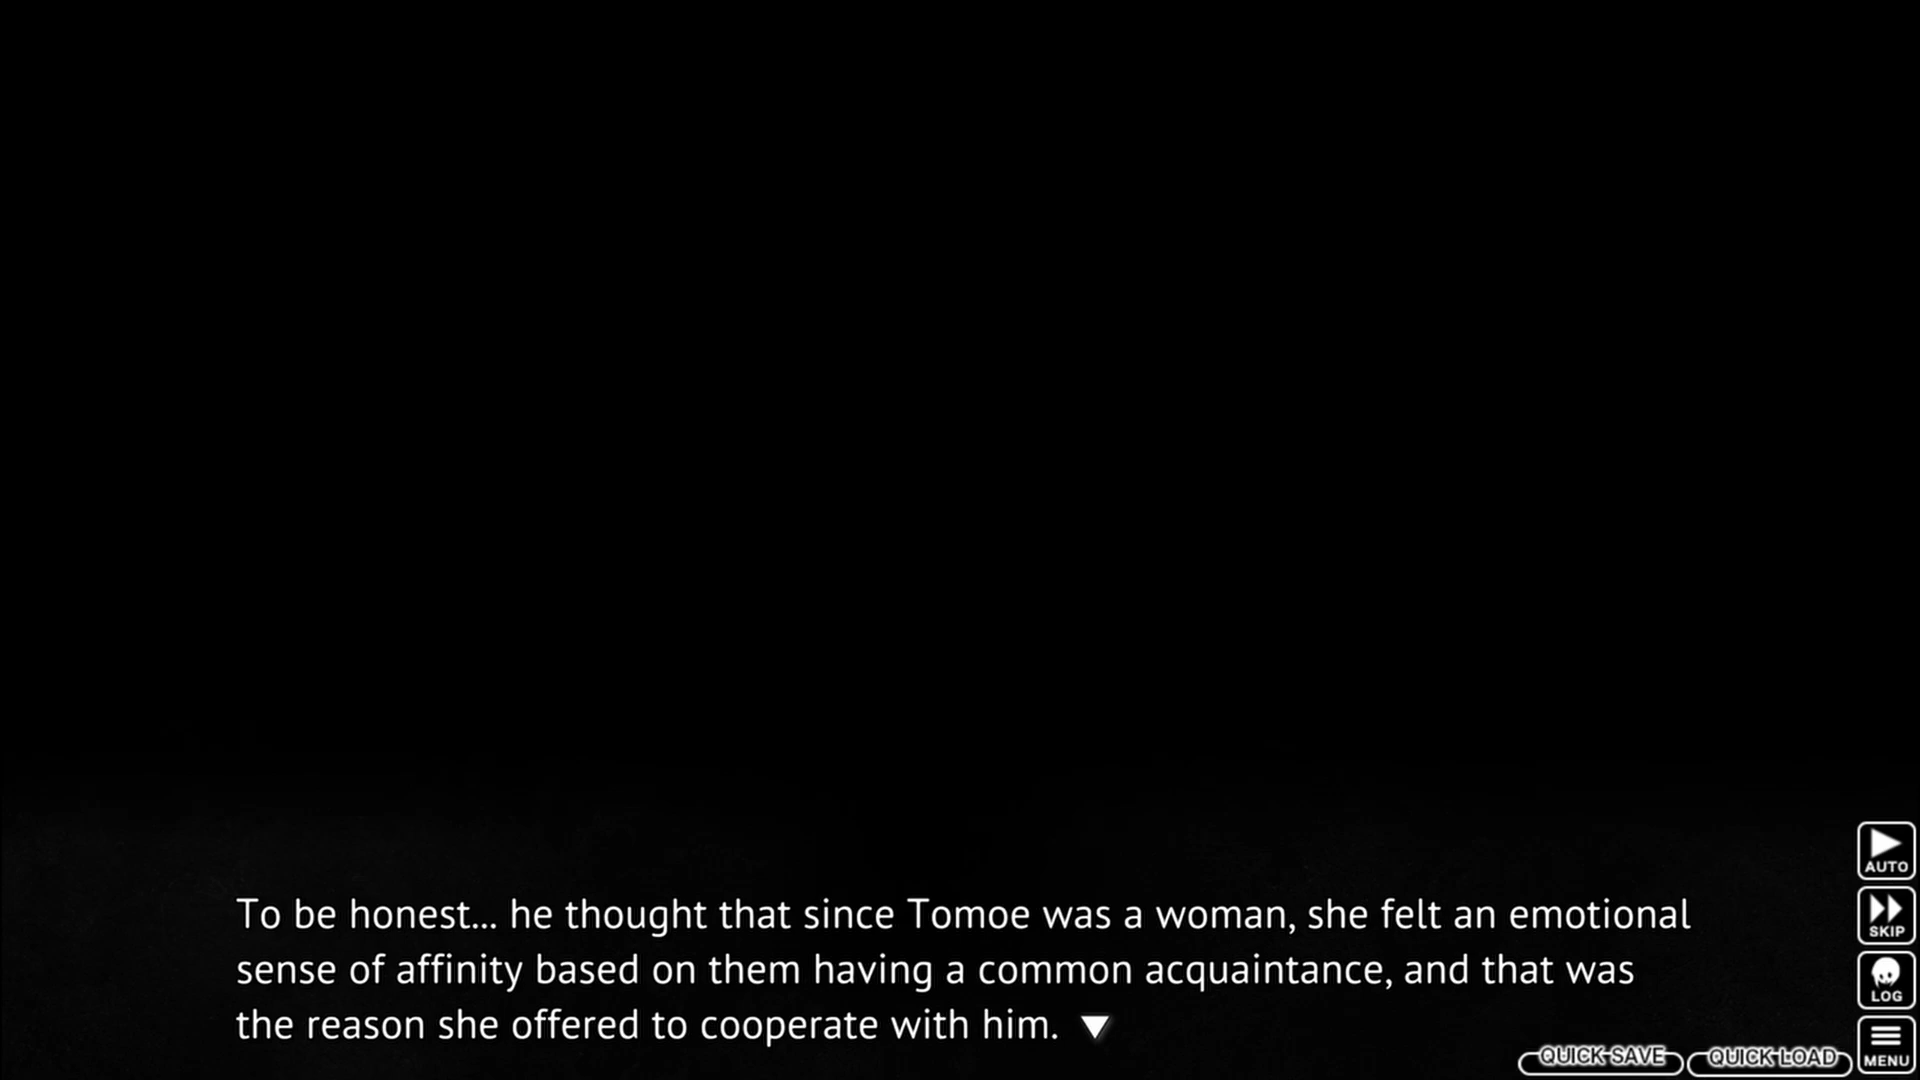 To be honest... he thought that since Tomoe was a woman, she felt an emotional
sense of affinity based on them having a common acquaintance, and that was
the reason she offered to cooperate with him.
AUTO
SKIP
LOG
MENU
QUICK SAVE QUICK LOAD